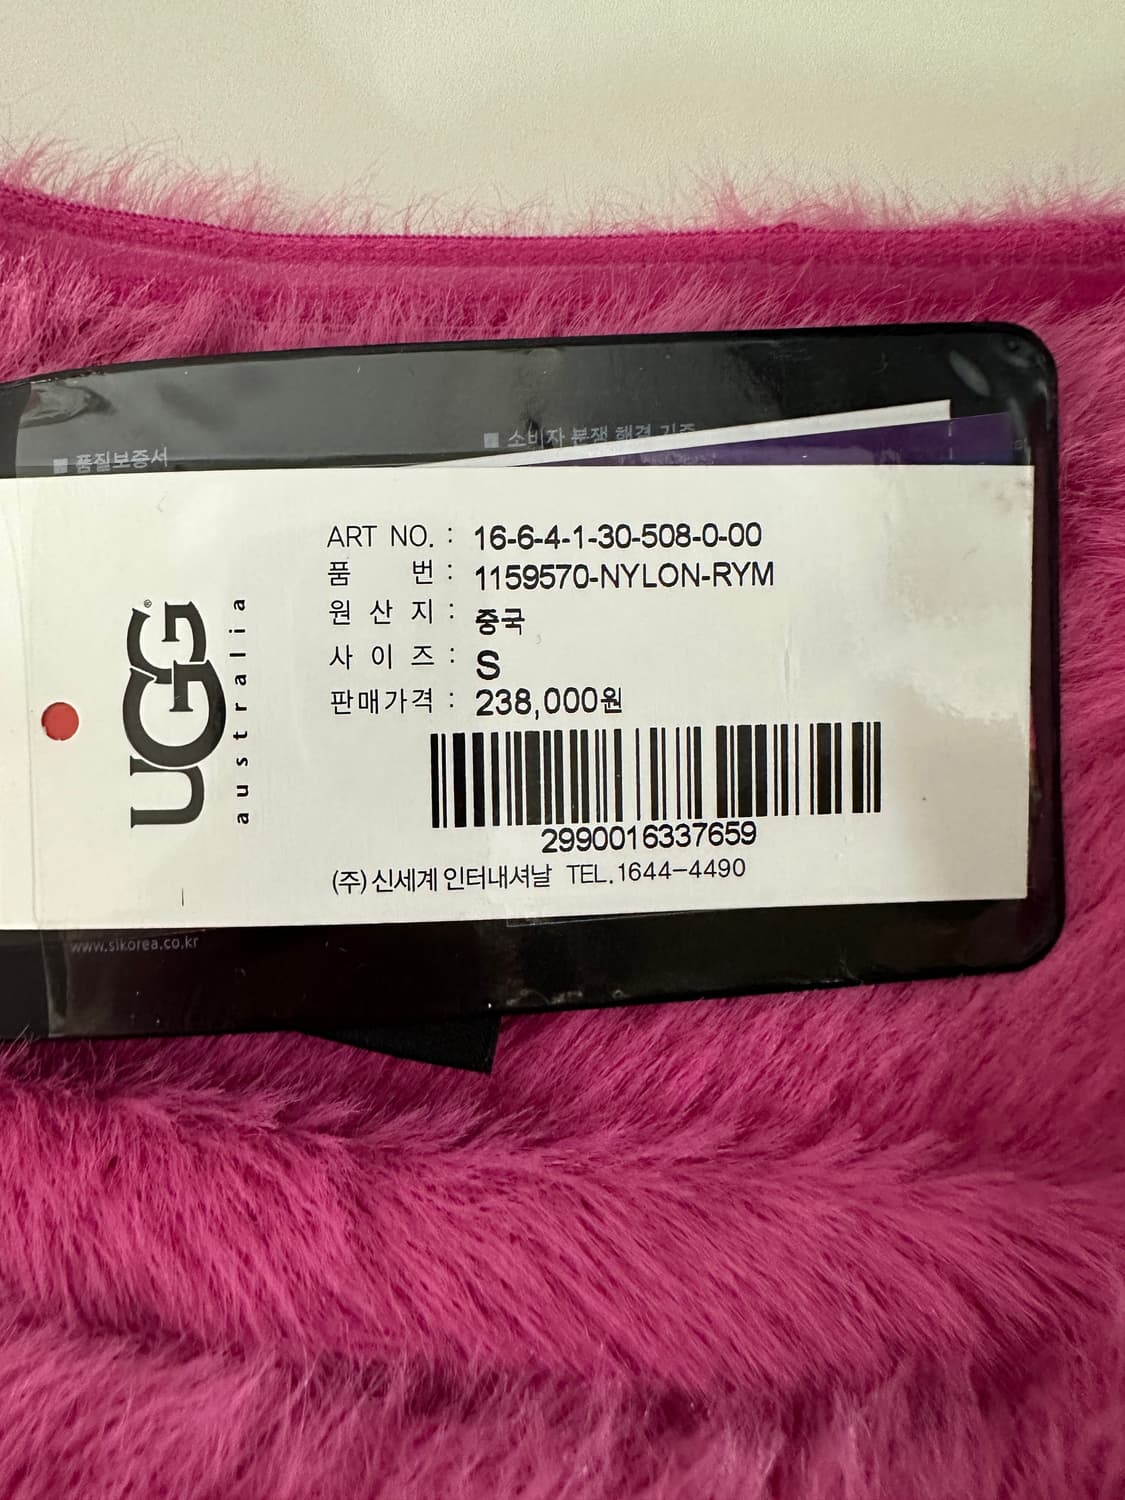 ■ 소비자 분쟁 해결 기준
■ 품질보증서
UGG®
australia
ART NO. : 16-6-4-1-30-508-0-00
품 번 : 1159570-NYLON-RYM
원 산 지 : 중국
사 이 즈 : S
판매가격 : 238,000원
2990016337659
(주) 신세계 인터내셔날 TEL. 1644-4490
www.sikorea.co.kr